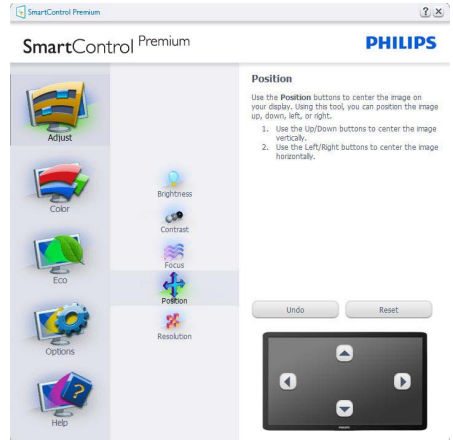 SmartControl Premium
? ×
SmartControl Premium
PHILIPS
Adjust
Color
Eco
Options
Help
Brightness
Contrast
Focus
Position
Resolution
Position
Use the Position buttons to center the image on
your display. Using this tool, you can position the image
up, down, left, or right.
1. Use the Up/Down buttons to center the image
vertically.
2. Use the Left/Right buttons to center the image
horizontally.
Undo
Reset
PHILIPS